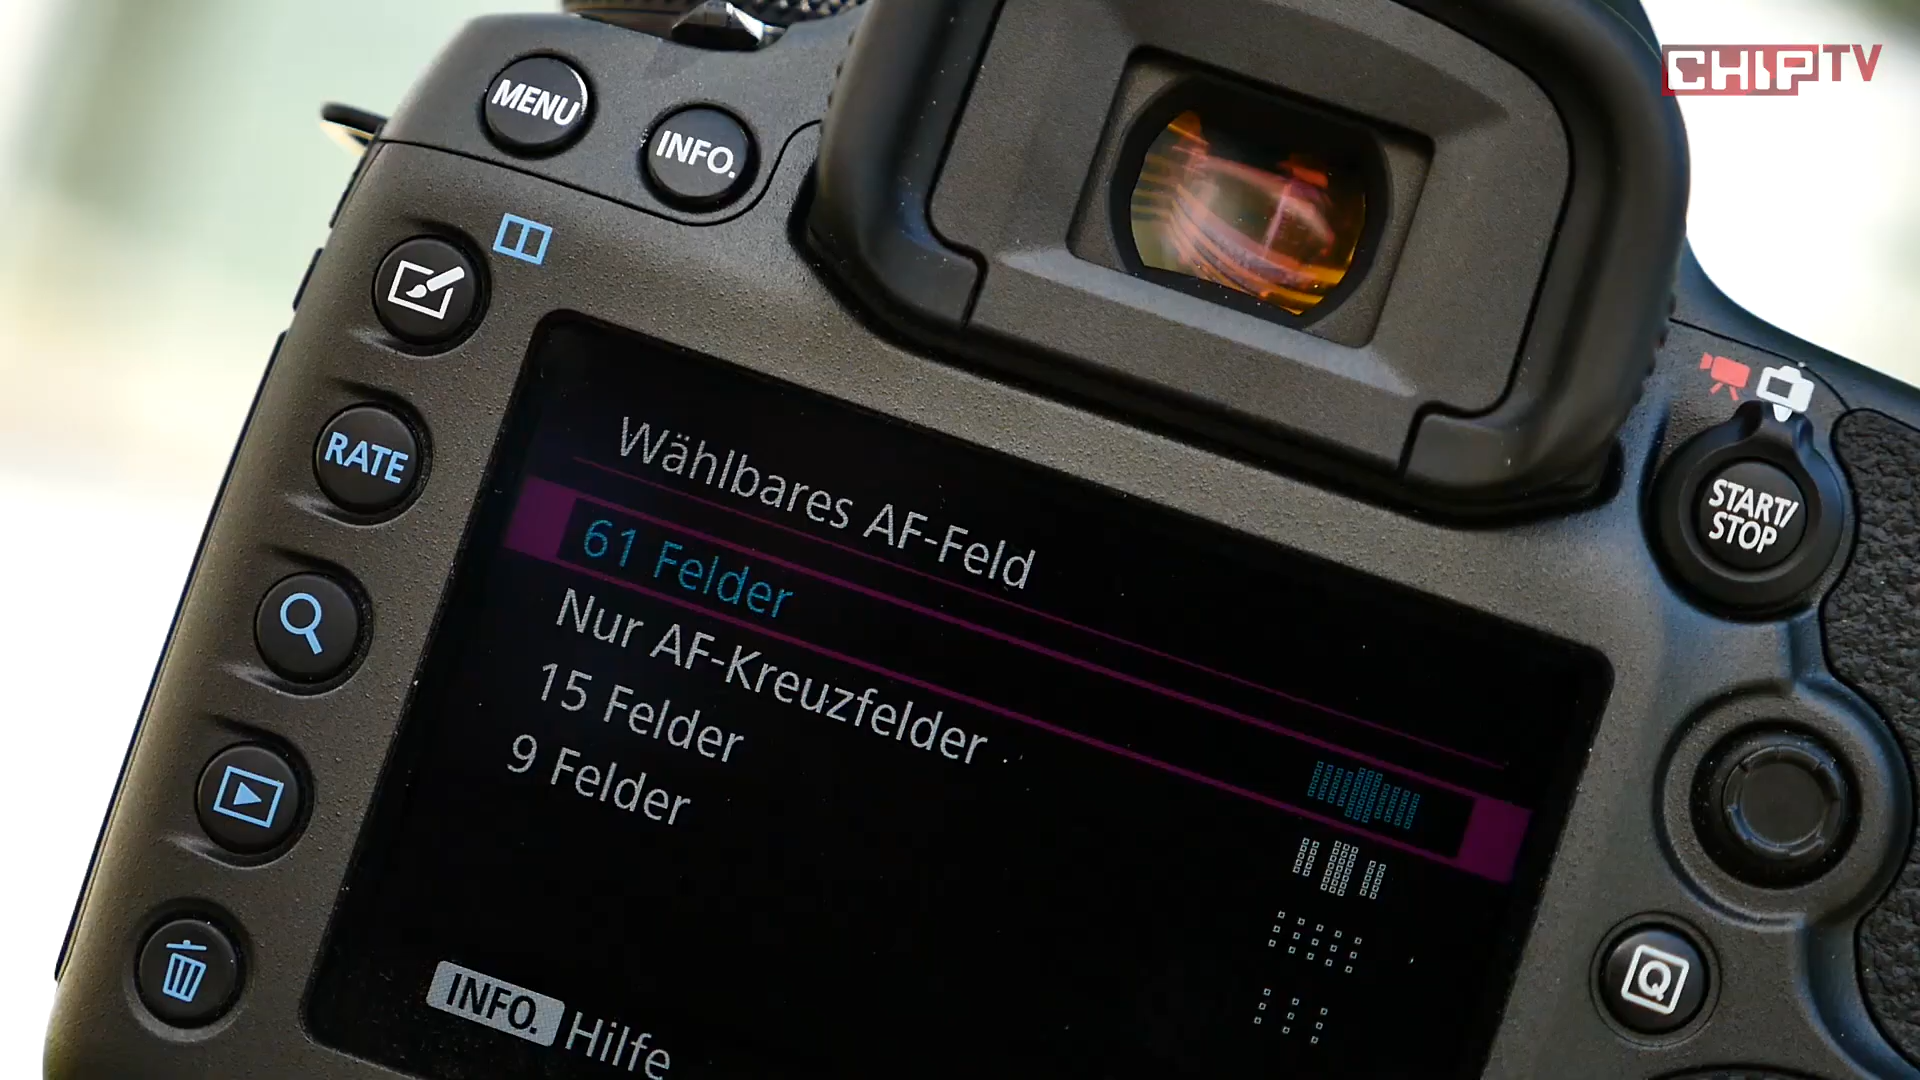 CHIP TV
MENU
INFO.
RATE
START/
STOP
Wählbares AF-Feld
61 Felder
Nur AF-Kreuzfelder
15 Felder
9 Felder
INFO. Hilfe
Q